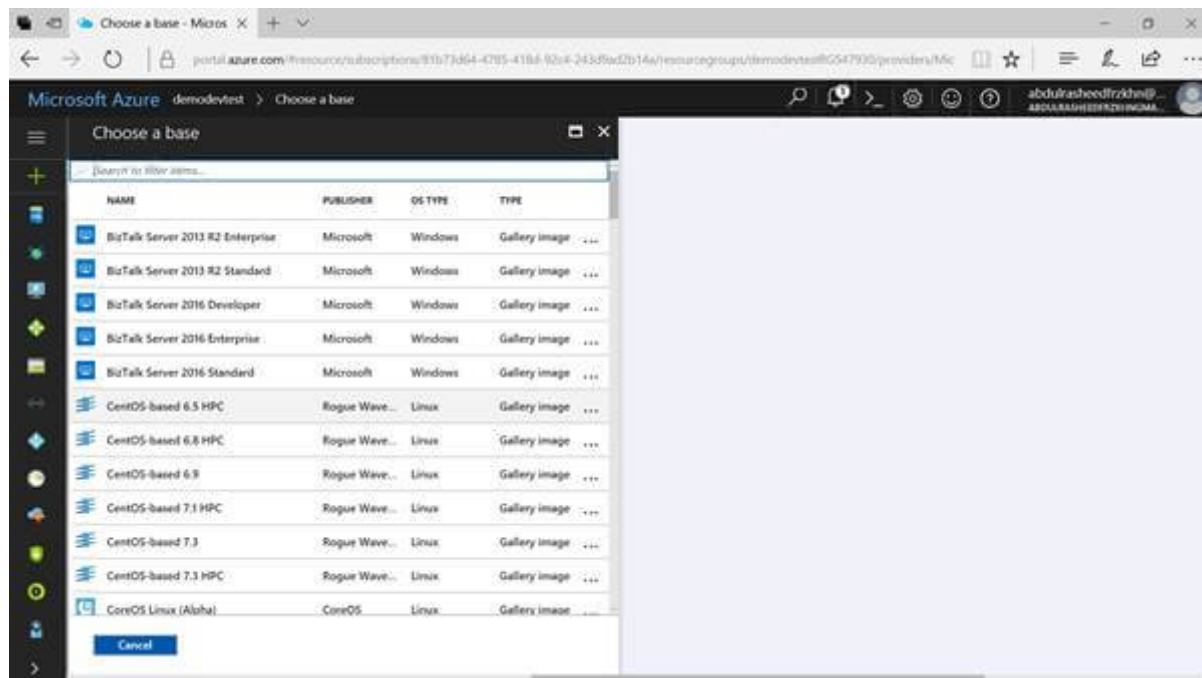 Choose a base - Micros
portal.azure.com
Microsoft Azure demodevtest > Choose a base
abdulrasheedfrzkhn@...
Choose a base
Search to filter items...
NAME PUBLISHER OS TYPE TYPE
BizTalk Server 2013 R2 Enterprise Microsoft Windows Gallery image ...
BizTalk Server 2013 R2 Standard Microsoft Windows Gallery image ...
BizTalk Server 2016 Developer Microsoft Windows Gallery image ...
BizTalk Server 2016 Enterprise Microsoft Windows Gallery image ...
BizTalk Server 2016 Standard Microsoft Windows Gallery image ...
CentOS-based 6.5 HPC Rogue Wave... Linux Gallery image ...
CentOS-based 6.8 HPC Rogue Wave... Linux Gallery image ...
CentOS-based 6.9 Rogue Wave... Linux Gallery image ...
CentOS-based 7.1 HPC Rogue Wave... Linux Gallery image ...
CentOS-based 7.3 Rogue Wave... Linux Gallery image ...
CentOS-based 7.3 HPC Rogue Wave... Linux Gallery image ...
CoreOS Linux (Alpha) CoreOS Linux Gallery image ...
Cancel